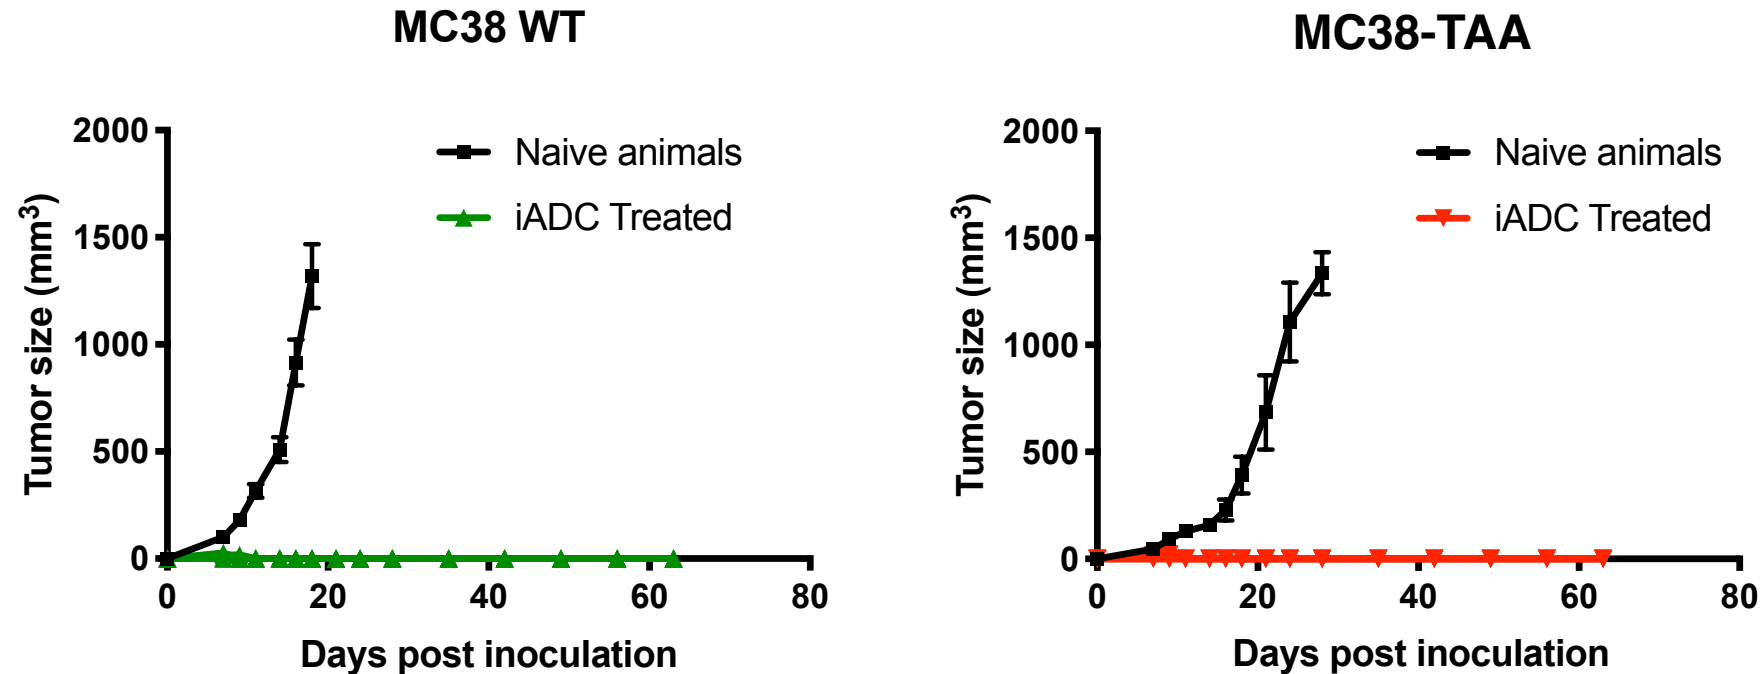 MC38 WT
2000
1500
1000
500
0
Tumor size (mm³)
Naive animals
iADC Treated
0 20 40 60 80
Days post inoculation
MC38-TAA
2000
1500
1000
500
0
Tumor size (mm³)
Naive animals
iADC Treated
0 20 40 60 80
Days post inoculation